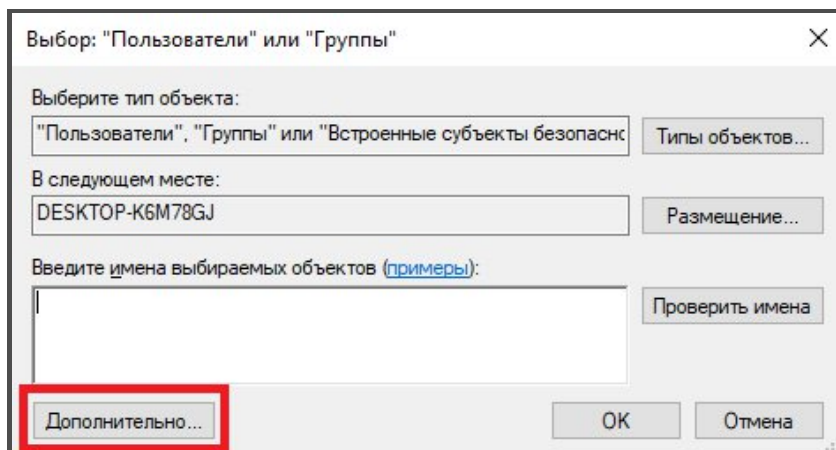 Выбор: "Пользователи" или "Группы"
Выберите тип объекта:
"Пользователи", "Группы" или "Встроенные субъекты безопасно
Типы объектов...
В следующем месте:
DESKTOP-K6M78GJ
Размещение...
Введите имена выбираемых объектов (примеры):
Проверить имена
Дополнительно...
ОК
Отмена